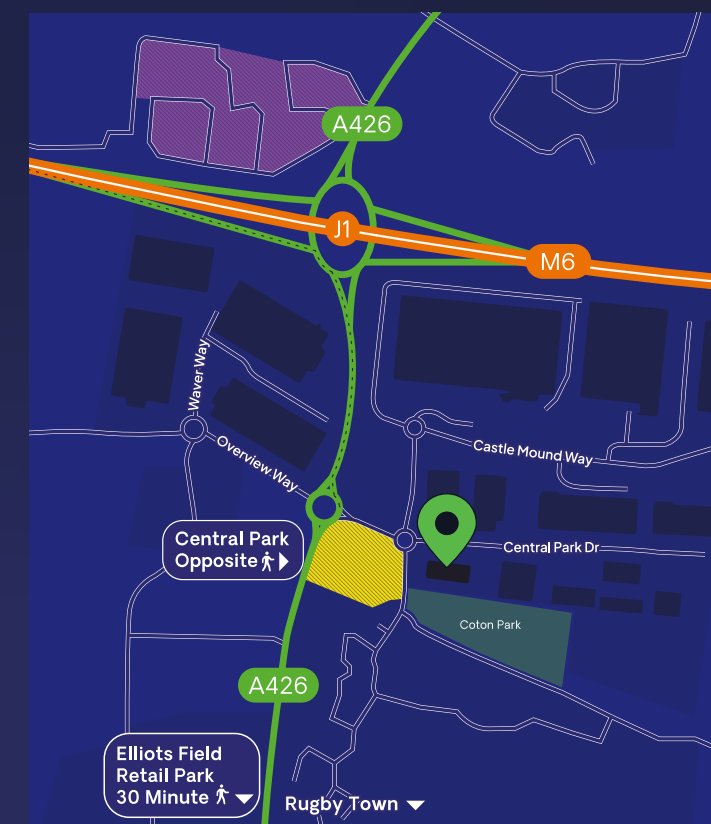 A426
J1
M6
Waver Way
Overview Way
Castle Mound Way
Central Park
Opposite
Central Park Dr
Coton Park
A426
Elliots Field
Retail Park
30 Minute
Rugby Town